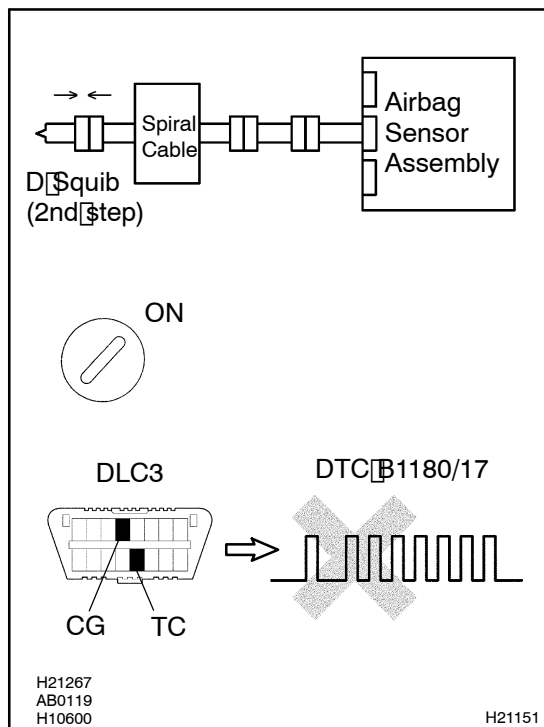 Spiral
Cable
Airbag
Sensor
Assembly
D▯Squib
(2nd▯step)
ON
DLC3
DTC▯B1180/17
CG
TC
H21267
AB0119
H10600
H21151